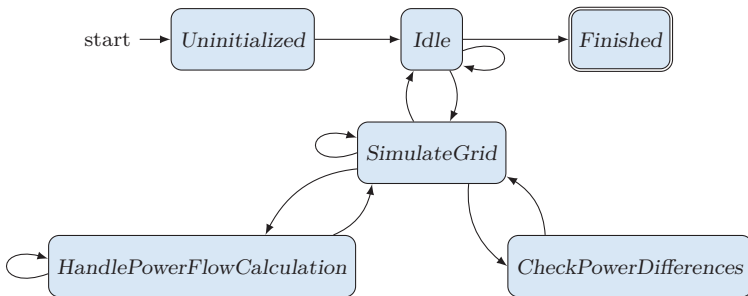 start
Uninitialized
Idle
Finished
SimulateGrid
HandlePowerFlowCalculation
CheckPowerDifferences